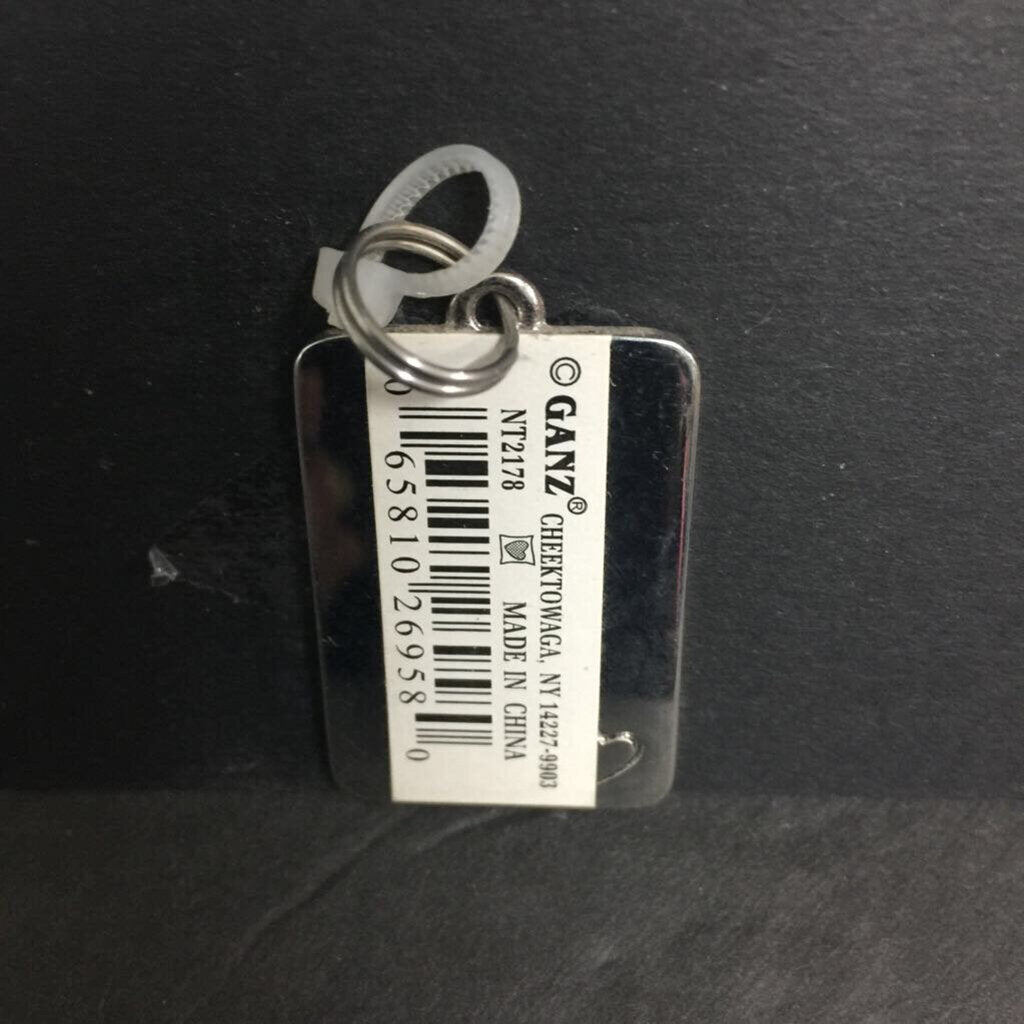 © GANZ® CHEEKTOWAGA, NY 14227-9903
NT2178 MADE IN CHINA
0 65810 26958 0